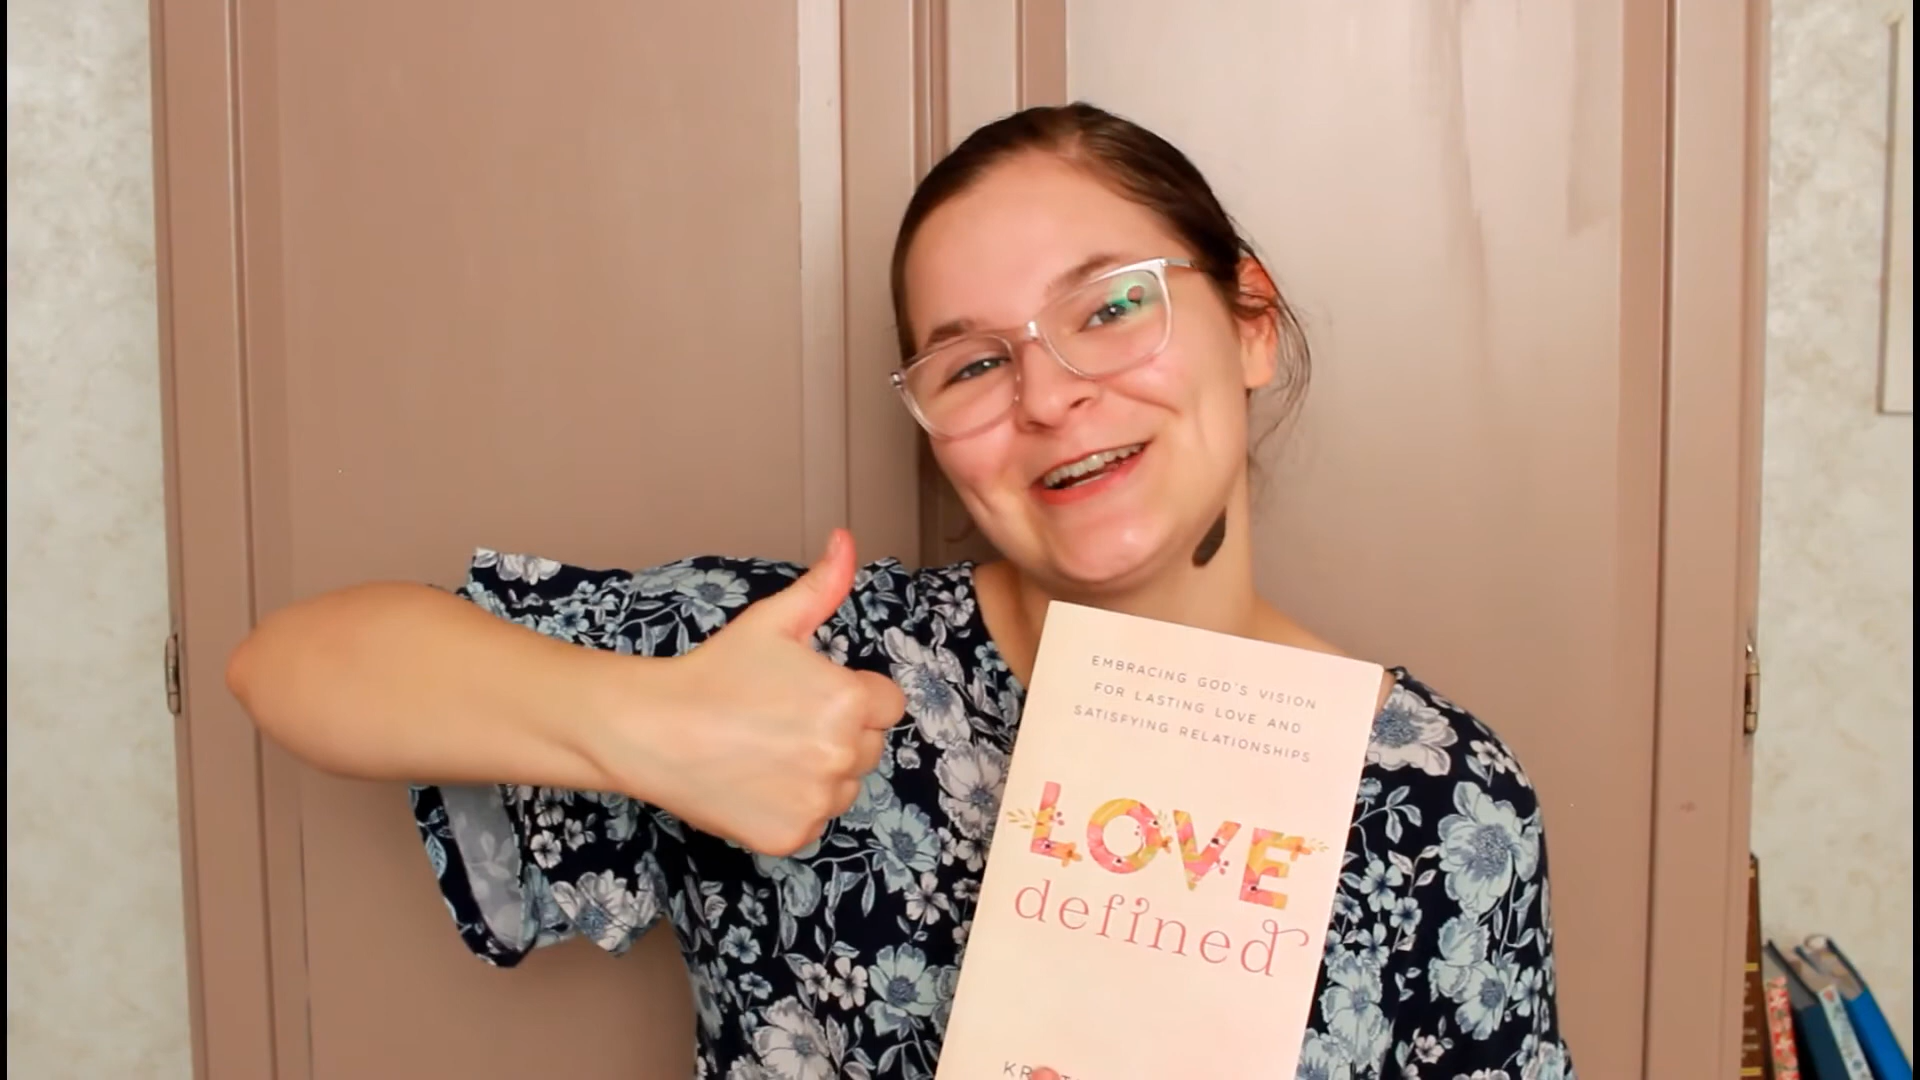 EMBRACING GOD'S VISION
FOR LASTING LOVE AND
SATISFYING RELATIONSHIPS
LOVE
defined